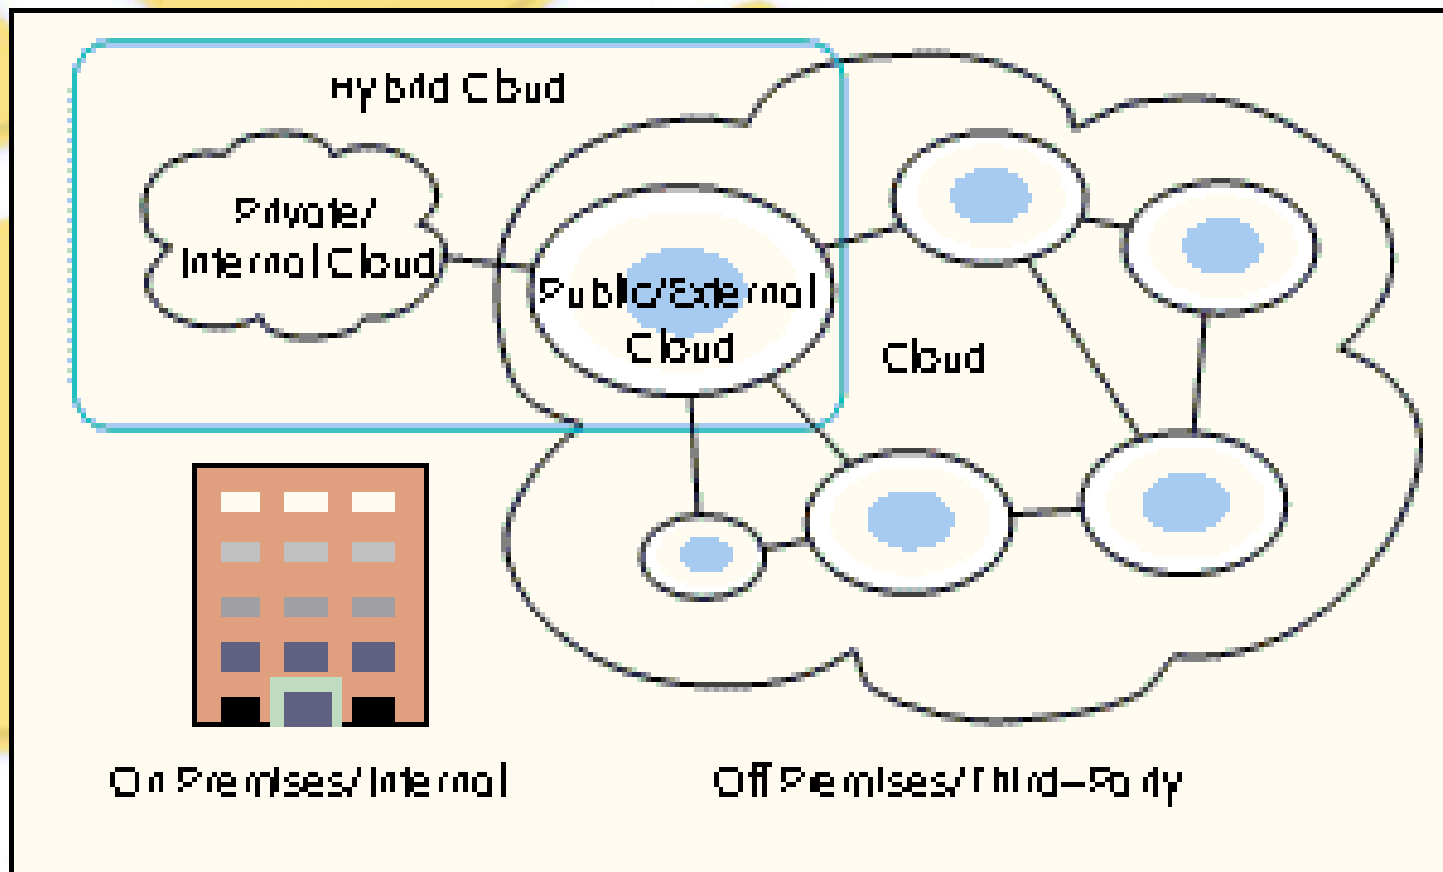 Hybrid Cloud
Private/
Internal Cloud
Public/External
Cloud
Cloud
On Premises/Internal
Off Premises/Third-Party